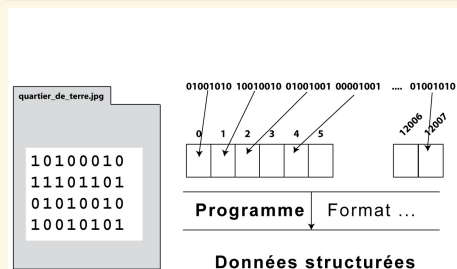 quartier_de_terre.jpg
10100010
11101101
01010010
10010101
01001010 10010010 01001001 00001001 .... 01001010
0 1 2 3 4 5 12006 12007
Programme Format ...
Données structurées